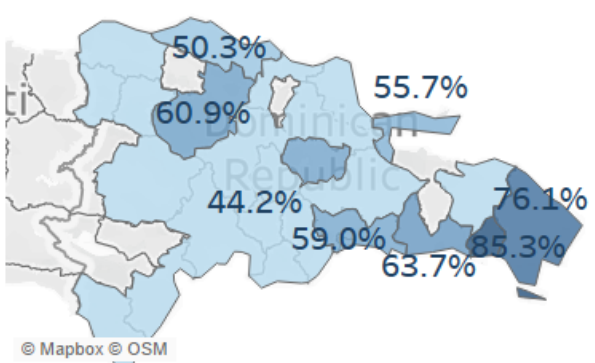 50.3%
55.7%
ti
60.9%
Dominican
Republic
44.2%
76.1%
59.0%
85.3%
63.7%
© Mapbox © OSM